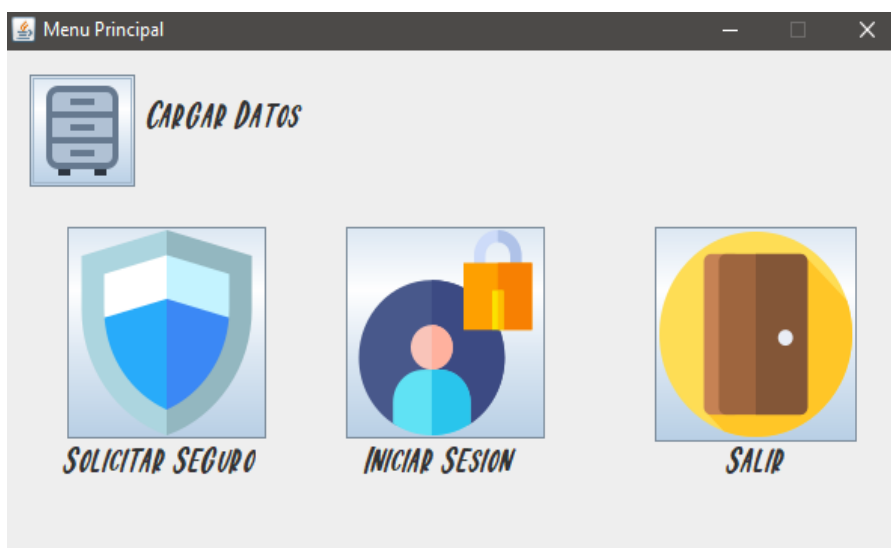 Menu Principal
CARGAR DATOS
SOLICITAR SEGURO
INICIAR SESION
SALIR